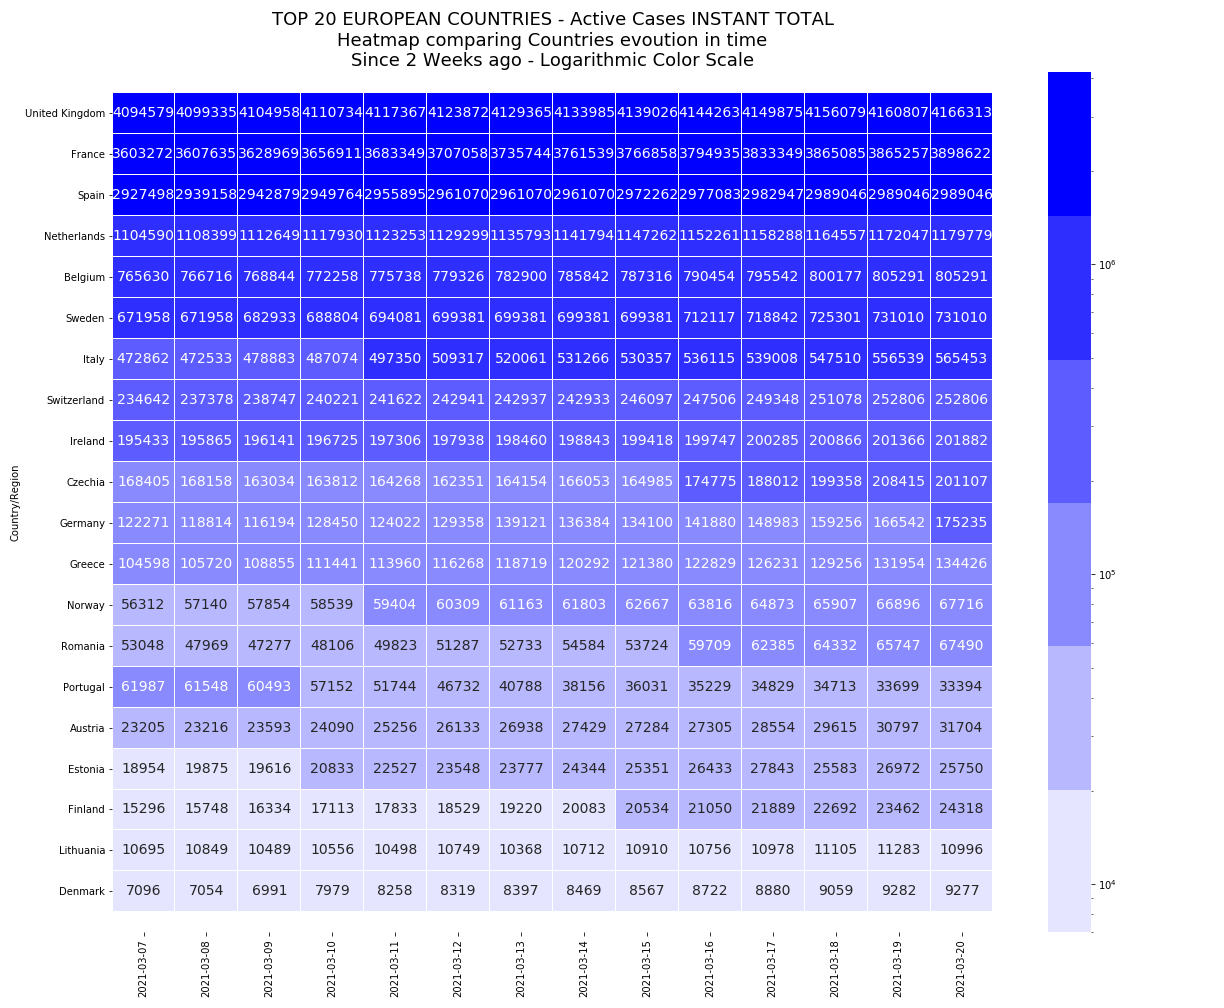 TOP 20 EUROPEAN COUNTRIES - Active Cases INSTANT TOTAL
Heatmap comparing Countries evoution in time
Since 2 Weeks ago - Logarithmic Color Scale
Country/Region
United Kingdom 4094579 4099335 4104958 4110734 4117367 4123872 4129365 4133985 4139026 4144263 4149875 4156079 4160807 4166313
France 3603272 3607635 3628969 3656911 3683349 3707058 3735744 3761539 3766858 3794935 3833349 3865085 3865257 3898622
Spain 2927498 2939158 2942879 2949764 2955895 2961070 2961070 2961070 2972262 2977083 2982947 2989046 2989046 2989046
Netherlands 1104590 1108399 1112649 1117930 1123253 1129299 1135793 1141794 1147262 1152261 1158288 1164557 1172047 1179779
Belgium 765630 766716 768844 772258 775738 779326 782900 785842 787316 790454 795542 800177 805291 805291
Sweden 671958 671958 682933 688804 694081 699381 699381 699381 699381 712117 718842 725301 731010 731010
Italy 472862 472533 478883 487074 497350 509317 520061 531266 530357 536115 539008 547510 556539 565453
Switzerland 234642 237378 238747 240221 241622 242941 242937 242933 246097 247506 249348 251078 252806 252806
Ireland 195433 195865 196141 196725 197306 197938 198460 198843 199418 199747 200285 200866 201366 201882
Czechia 168405 168158 163034 163812 164268 162351 164154 166053 164985 174775 188012 199358 208415 201107
Germany 122271 118814 116194 128450 124022 129358 139121 136384 134100 141880 148983 159256 166542 175235
Greece 104598 105720 108855 111441 113960 116268 118719 120292 121380 122829 126231 129256 131954 134426
Norway 56312 57140 57854 58539 59404 60309 61163 61803 62667 63816 64873 65907 66896 67716
Romania 53048 47969 47277 48106 49823 51287 52733 54584 53724 59709 62385 64332 65747 67490
Portugal 61987 61548 60493 57152 51744 46732 40788 38156 36031 35229 34829 34713 33699 33394
Austria 23205 23216 23593 24090 25256 26133 26938 27429 27284 27305 28554 29615 30797 31704
Estonia 18954 19875 19616 20833 22527 23548 23777 24344 25351 26433 27843 25583 26972 25750
Finland 15296 15748 16334 17113 17833 18529 19220 20083 20534 21050 21889 22692 23462 24318
Lithuania 10695 10849 10489 10556 10498 10749 10368 10712 10910 10756 10978 11105 11283 10996
Denmark 7096 7054 6991 7979 8258 8319 8397 8469 8567 8722 8880 9059 9282 9277
2021-03-07 2021-03-08 2021-03-09 2021-03-10 2021-03-11 2021-03-12 2021-03-13 2021-03-14 2021-03-15 2021-03-16 2021-03-17 2021-03-18 2021-03-19 2021-03-20
10⁶
10⁵
10⁴